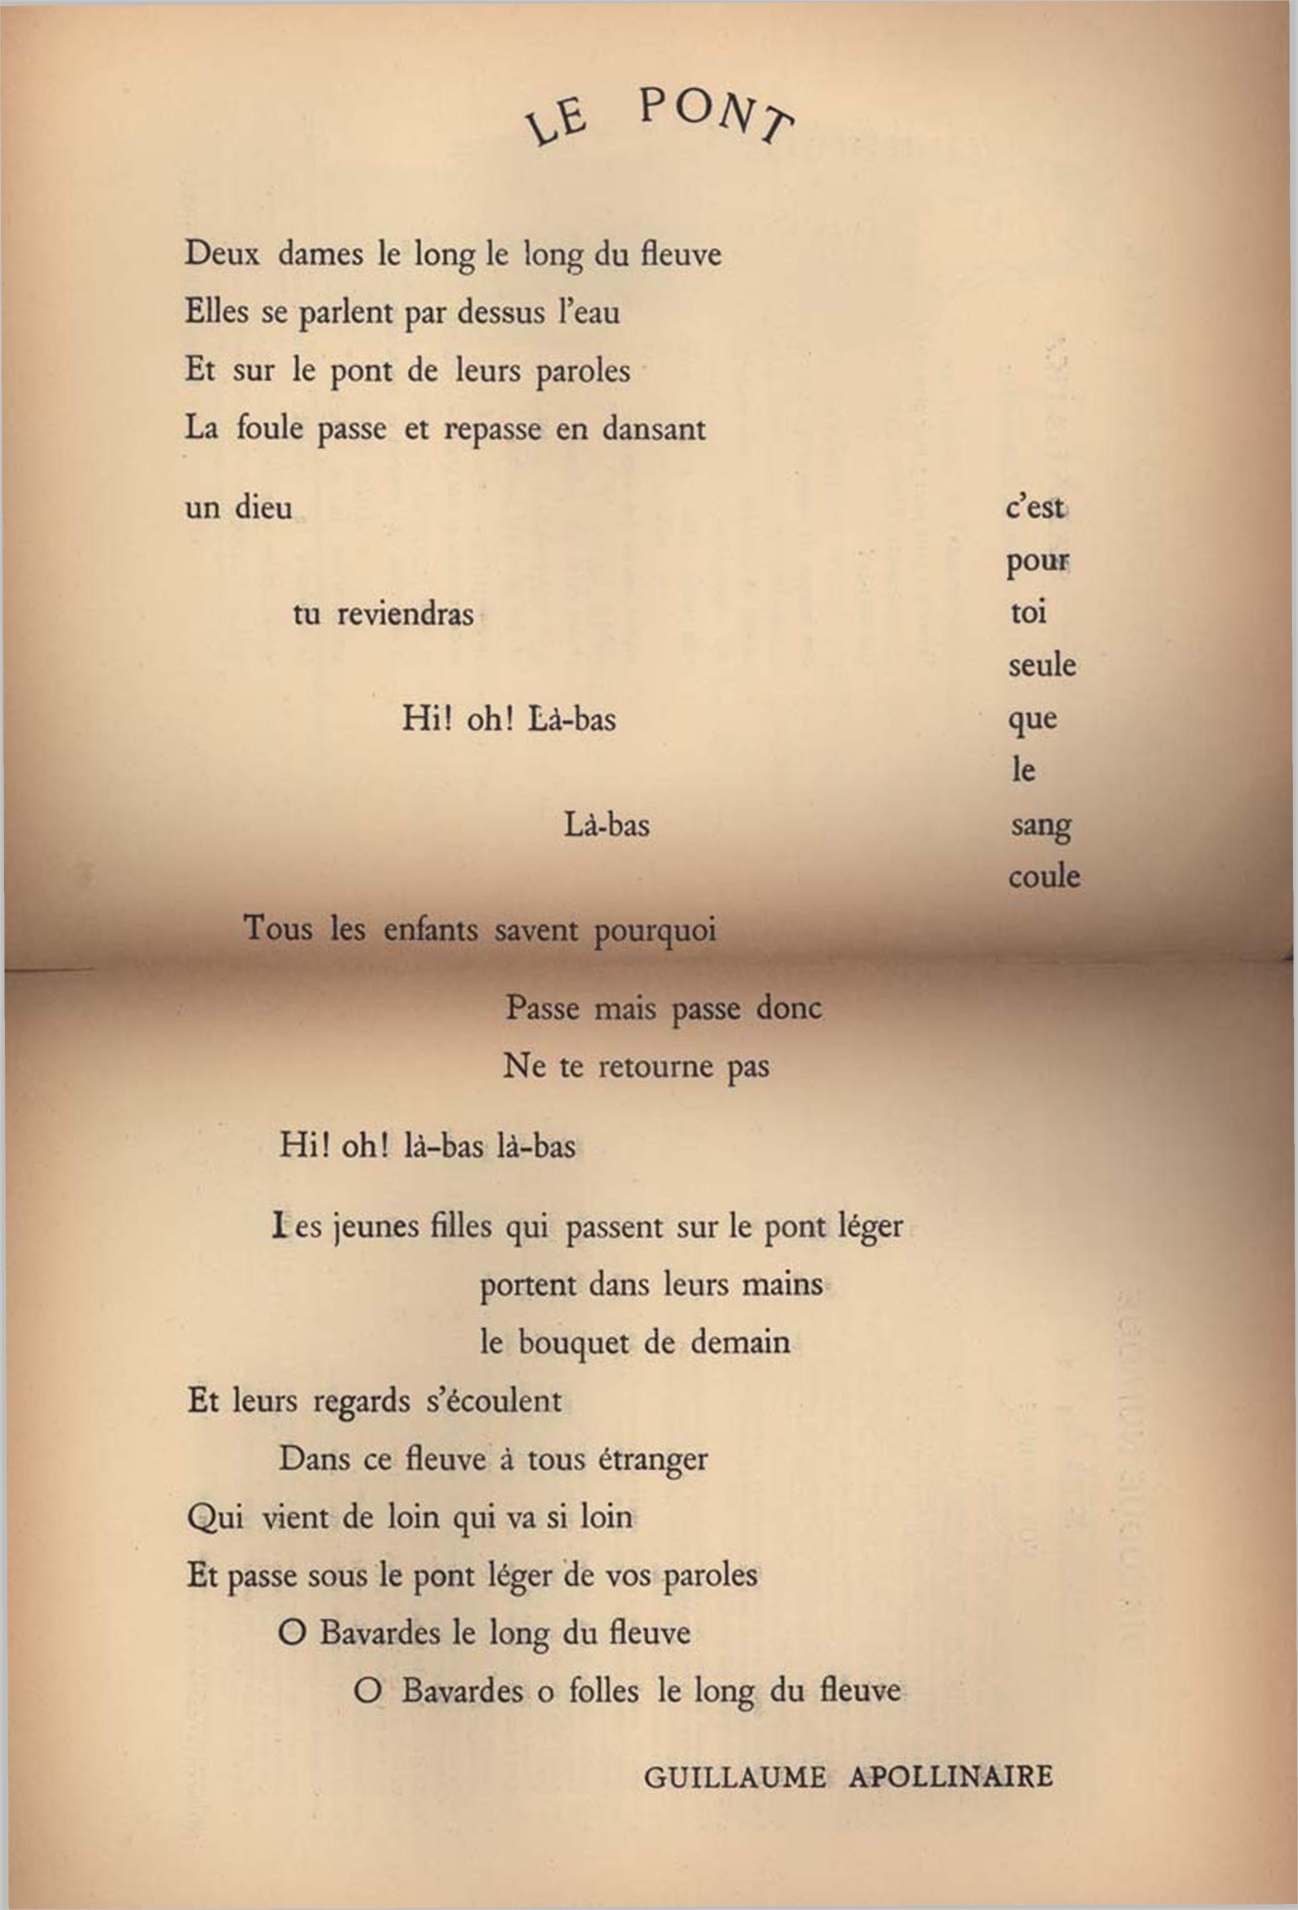 LE PONT
Deux dames le long le long du fleuve
Elles se parlent par dessus l'eau
Et sur le pont de leurs paroles
La foule passe et repasse en dansant
un dieu
tu reviendras
Hi! oh! Là-bas
Là-bas
c'est
pour
toi
seule
que
le
sang
coule
Tous les enfants savent pourquoi
Passe mais passe donc
Ne te retourne pas
Hi! oh! là-bas là-bas
Les jeunes filles qui passent sur le pont léger
portent dans leurs mains
le bouquet de demain
Et leurs regards s'écoulent
Dans ce fleuve à tous étranger
Qui vient de loin qui va si loin
Et passe sous le pont léger de vos paroles
O Bavardes le long du fleuve
O Bavardes o folles le long du fleuve
GUILLAUME APOLLINAIRE